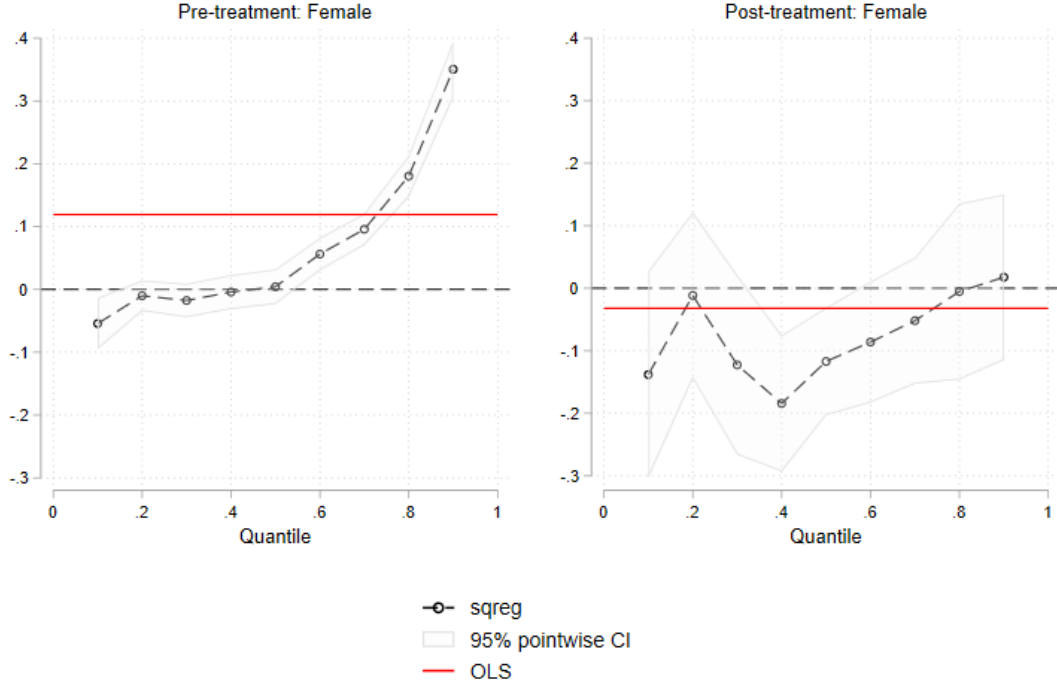 Pre-treatment: Female
.4
.3
.2
.1
0
-.1
-.2
-.3
0 .2 .4 .6 .8 1
Quantile
Post-treatment: Female
.4
.3
.2
.1
0
-.1
-.2
-.3
0 .2 .4 .6 .8 1
Quantile
sqreg
95% pointwise CI
OLS